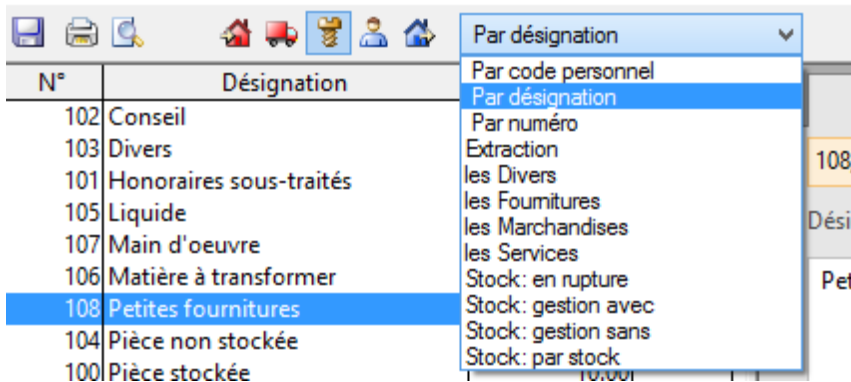 Par désignation
N° Désignation
102 Conseil
103 Divers
101 Honoraires sous-traités
105 Liquide
107 Main d'oeuvre
106 Matière à transformer
108 Petites fournitures
104 Pièce non stockée
100 Pièce stockée
Par code personnel
Par désignation
Par numéro
Extraction
les Divers
les Fournitures
les Marchandises
les Services
Stock: en rupture
Stock: gestion avec
Stock: gestion sans
Stock: par stock
10,00
108
Dési
Pet